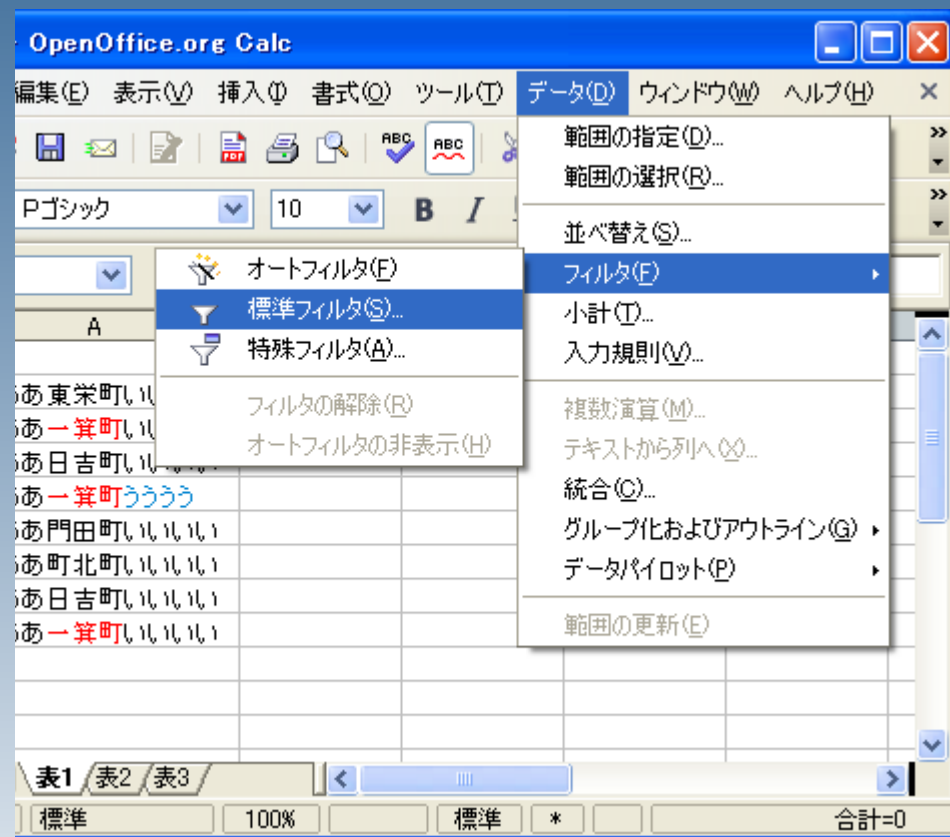 OpenOffice.org Calc
編集(E) 表示(V) 挿入(I) 書式(O) ツール(T) データ(D) ウィンドウ(W) ヘルプ(H) ×
PDF ABC ABC »
Pゴシック 10 B I »
範囲の指定(D)...
範囲の選択(R)...
並べ替え(S)...
フィルタ(F)
小計(T)...
入力規則(V)...
複数演算(M)...
テキストから列へ(X)...
統合(C)...
グループ化およびアウトライン(G)
データパイロット(P)
範囲の更新(E)
オートフィルタ(F)
標準フィルタ(S)...
特殊フィルタ(A)...
フィルタの解除(R)
オートフィルタの非表示(H)
A
あ東栄町い
あ一箕町い
あ日吉町いいいい
あ一箕町うううう
あ門田町いいいい
あ町北町いいいい
あ日吉町いいいい
あ一箕町いいいい
表1 表2 表3
標準 100% 標準 * 合計=0